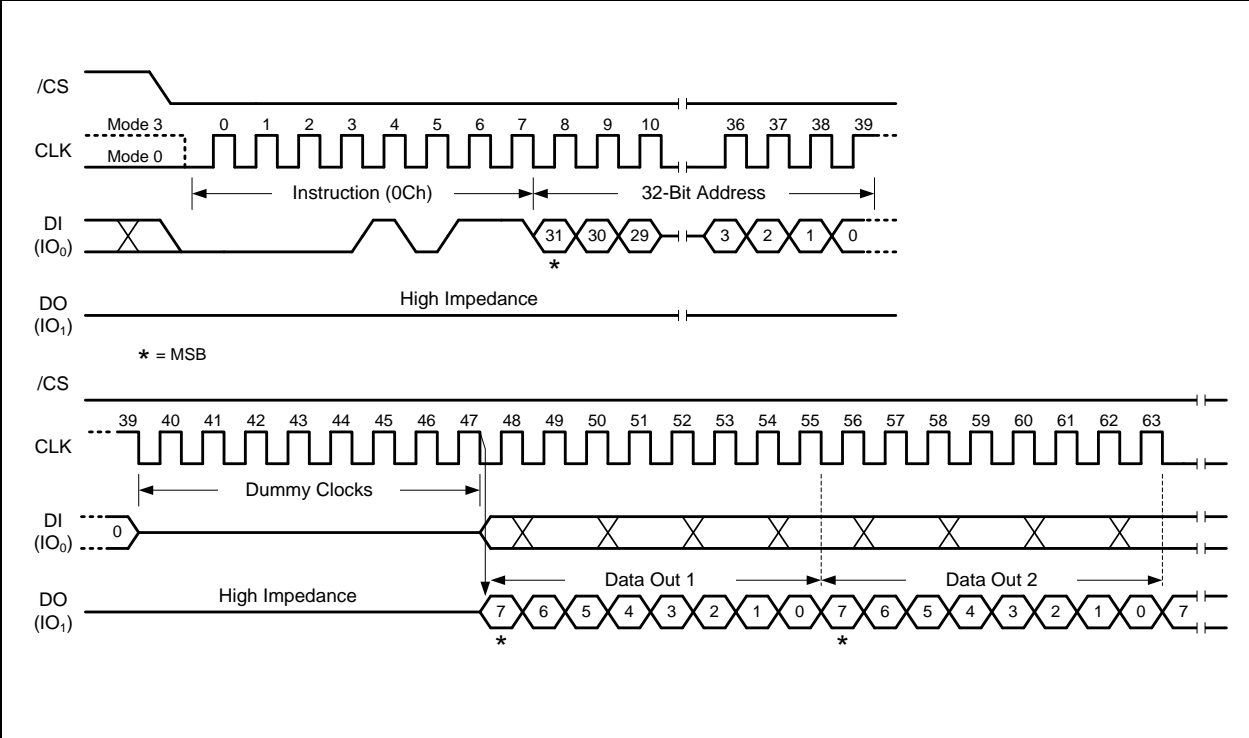 /CS
Mode 3 0 1 2 3 4 5 6 7 8 9 10 36 37 38 39
CLK
Mode 0
Instruction (0Ch) 32-Bit Address
DI
(IO₀)
31 30 29 3 2 1 0
*
High Impedance
DO
(IO₁)
* = MSB
/CS
39 40 41 42 43 44 45 46 47 48 49 50 51 52 53 54 55 56 57 58 59 60 61 62 63
CLK
Dummy Clocks
DI
(IO₀)
0
Data Out 1 Data Out 2
High Impedance
DO
(IO₁)
7 6 5 4 3 2 1 0 7 6 5 4 3 2 1 0 7
* *